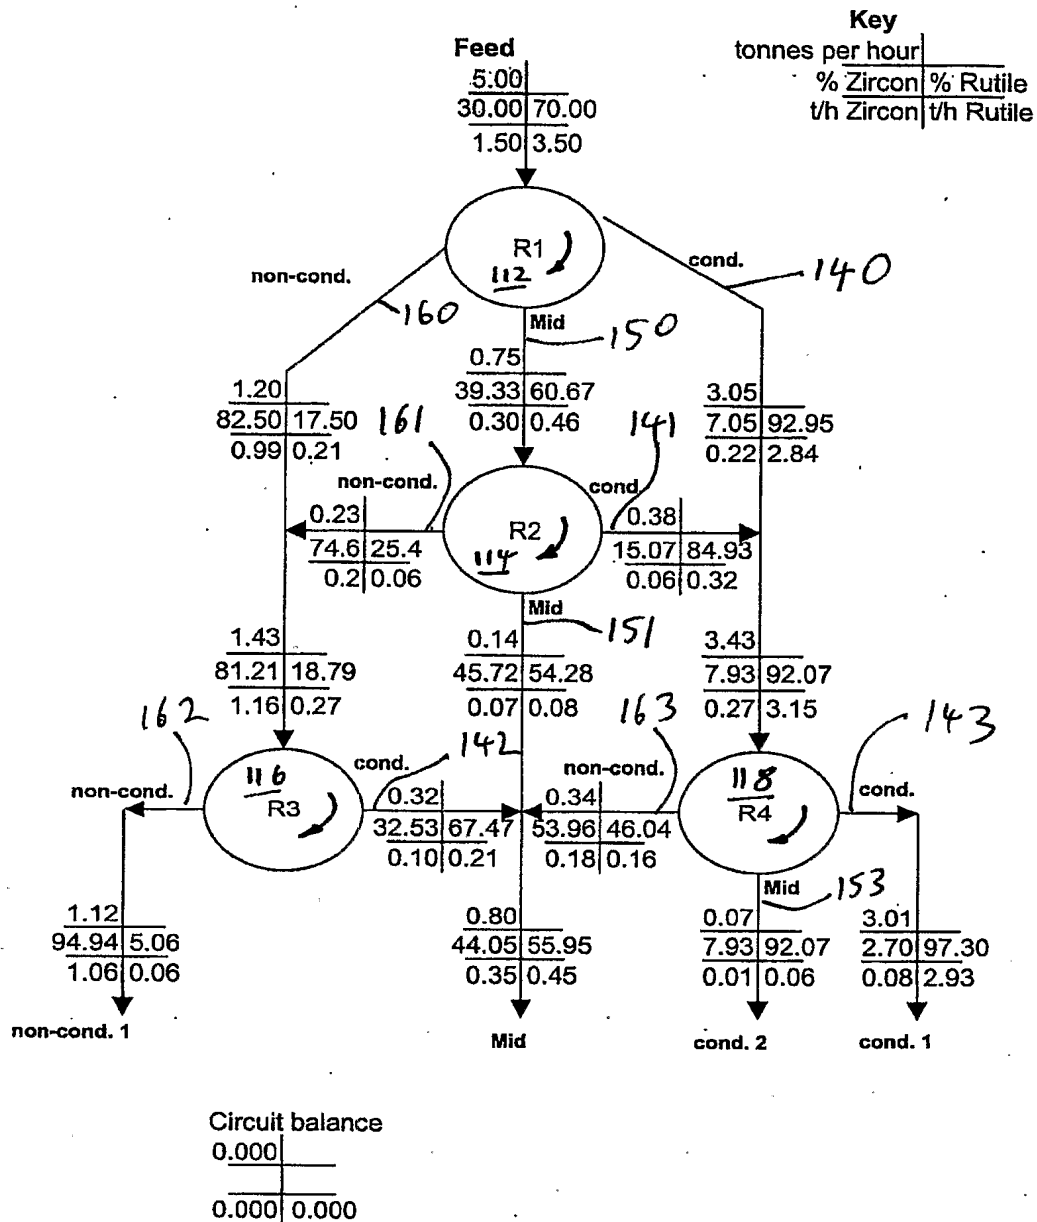 Key
tonnes per hour
% Zircon % Rutile
t/h Zircon t/h Rutile
Feed
5.00
30.00 70.00
1.50 3.50
R1
112
non-cond.
cond.
140
160
Mid
150
0.75
39.33 60.67
0.30 0.46
1.20
82.50 17.50
0.99 0.21
161
141
3.05
7.05 92.95
0.22 2.84
non-cond.
cond.
0.23
74.6 25.4
0.2 0.06
R2
114
0.38
15.07 84.93
0.06 0.32
Mid
151
1.43
81.21 18.79
1.16 0.27
0.14
45.72 54.28
0.07 0.08
3.43
7.93 92.07
0.27 3.15
162
142
163
143
non-cond.
116
R3
cond.
0.32
32.53 67.47
0.10 0.21
non-cond.
0.34
53.96 46.04
0.18 0.16
118
R4
cond.
Mid
153
1.12
94.94 5.06
1.06 0.06
0.80
44.05 55.95
0.35 0.45
0.07
7.93 92.07
0.01 0.06
3.01
2.70 97.30
0.08 2.93
non-cond. 1
Mid
cond. 2
cond. 1
Circuit balance
0.000
0.000 0.000